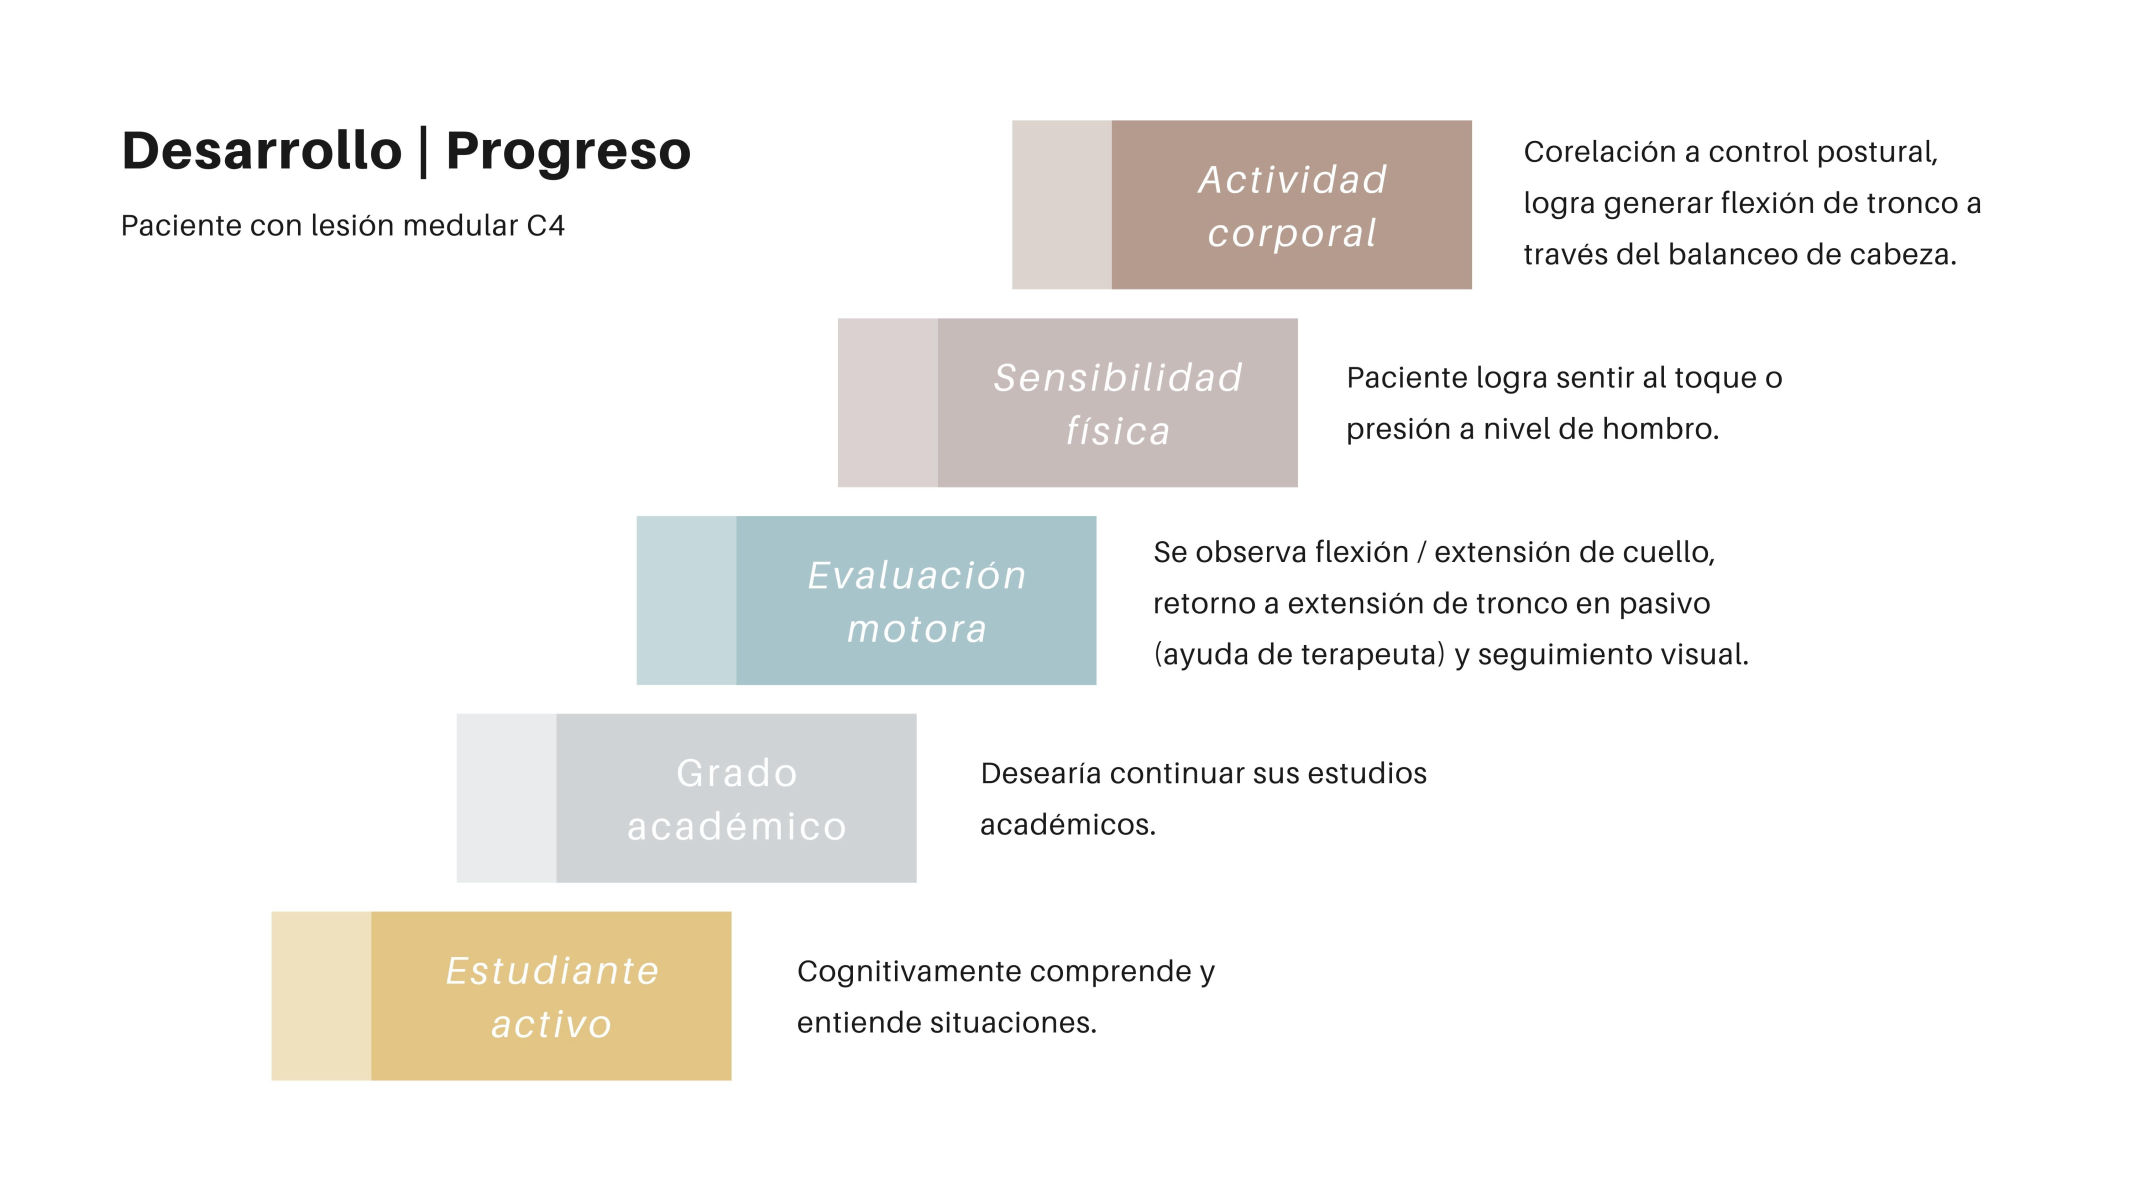 Desarrollo | Progreso
Paciente con lesión medular C4
Actividad
corporal
Corelación a control postural,
logra generar flexión de tronco a
través del balanceo de cabeza.
Sensibilidad
física
Paciente logra sentir al toque o
presión a nivel de hombro.
Evaluación
motora
Se observa flexión / extensión de cuello,
retorno a extensión de tronco en pasivo
(ayuda de terapeuta) y seguimiento visual.
Grado
académico
Desearía continuar sus estudios
académicos.
Estudiante
activo
Cognitivamente comprende y
entiende situaciones.